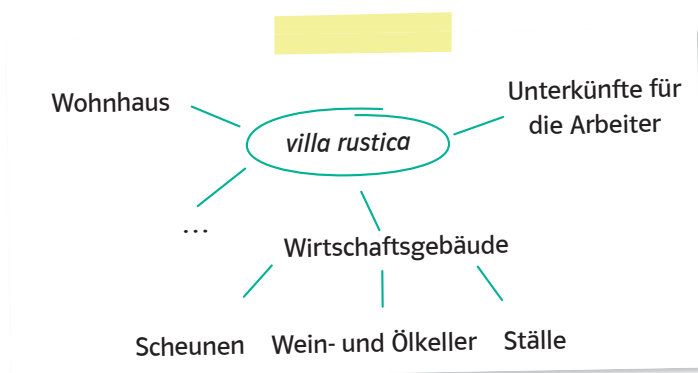 Wohnhaus
Unterkünfte für
die Arbeiter
villa rustica
...
Wirtschaftsgebäude
Scheunen
Wein- und Ölkeller
Ställe